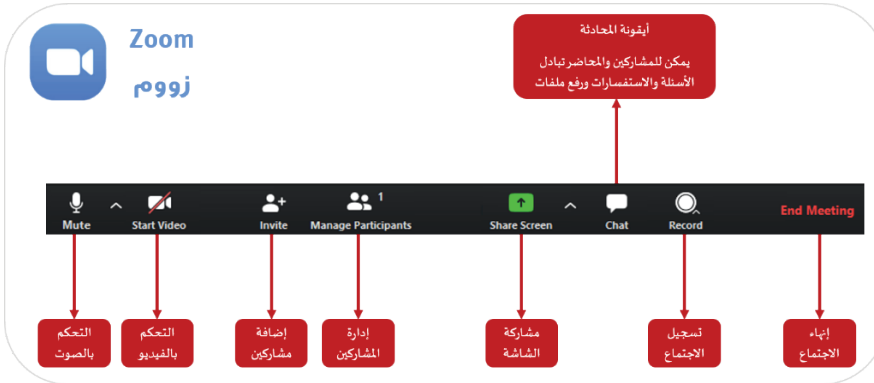 Zoom
زووم
أيقونة المحادثة
يمكن للمشاركين والمحاضر تبادل
الأسئلة والاستفسارات ورفع ملفات
1
Mute
Start Video
Invite
Manage Participants
Share Screen
Chat
Record
End Meeting
التحكم
بالصوت
التحكم
بالفيديو
إضافة
مشاركين
إدارة
المشاركين
مشاركة
الشاشة
تسجيل
الاجتماع
إنهاء
الاجتماع